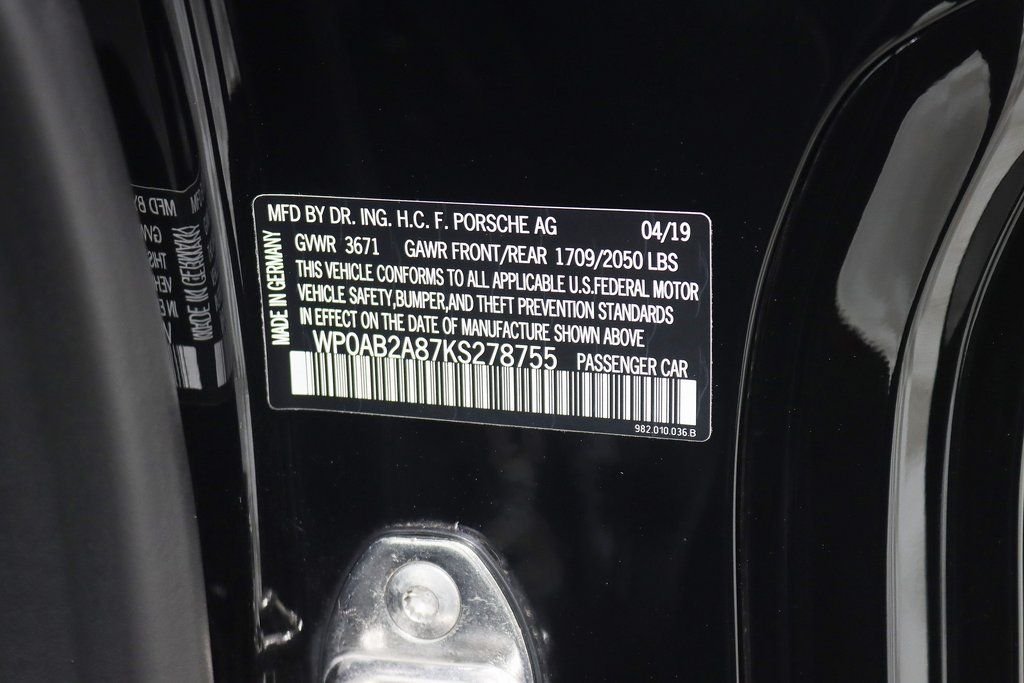 MFD BY DR. ING. H.C. F. PORSCHE AG 04/19
GVWR 3671 GAWR FRONT/REAR 1709/2050 LBS
THIS VEHICLE CONFORMS TO ALL APPLICABLE U.S.FEDERAL MOTOR
VEHICLE SAFETY,BUMPER,AND THEFT PREVENTION STANDARDS
IN EFFECT ON THE DATE OF MANUFACTURE SHOWN ABOVE
WP0AB2A87KS278755 PASSENGER CAR
982.010.036.B
MADE IN GERMANY